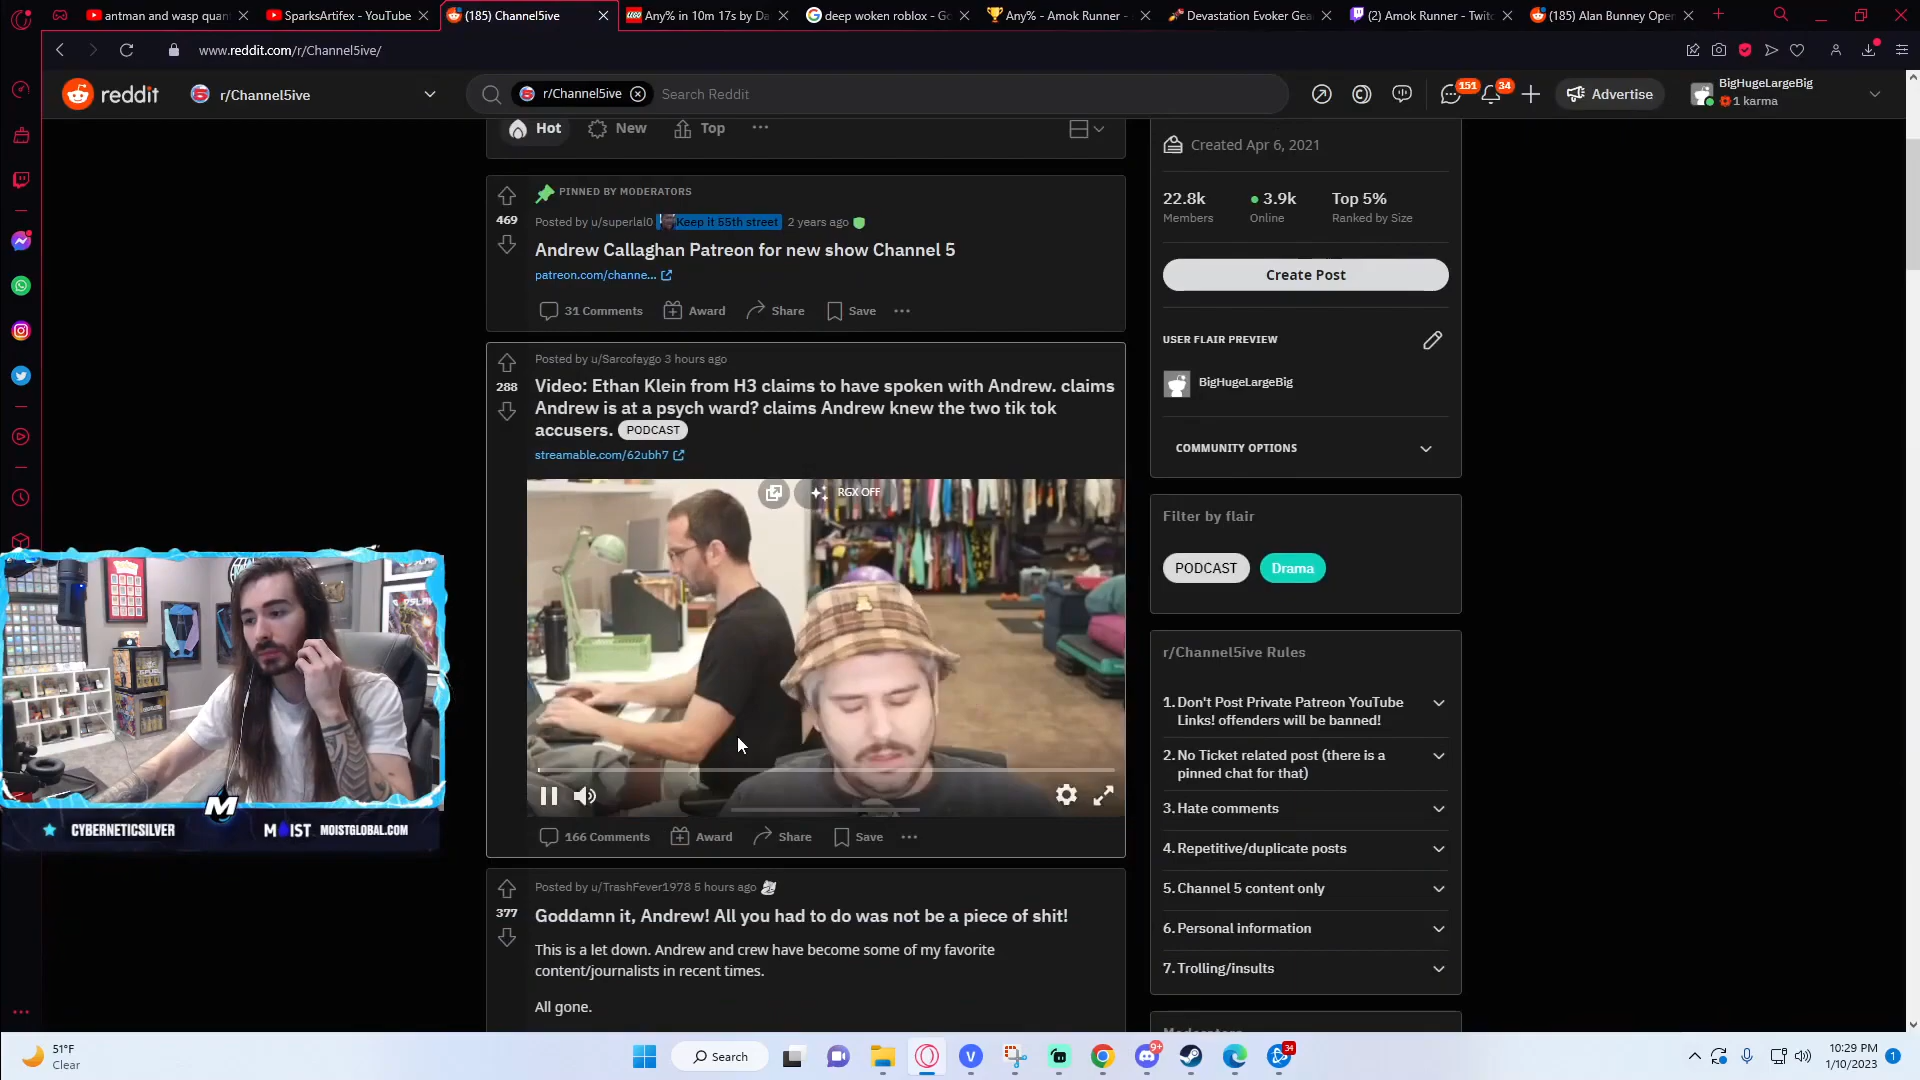 antman and wasp quan
SparksArtifex - YouTube
(185) Channel5ive
Any% in 10m 17s by Da
deep woken roblox - Go
Any% - Amok Runner -
Devastation Evoker Gea
(2) Amok Runner - Twitc
(185) Alan Bunney Oper
www.reddit.com/r/Channel5ive/
reddit
r/Channel5ive
r/Channel5ive
Search Reddit
151
34
Advertise
BigHugeLargeBig
1 karma
Hot
New
Top
PINNED BY MODERATORS
469
Posted by u/superlal0 Keep it 55th street 2 years ago
Andrew Callaghan Patreon for new show Channel 5
patreon.com/channe...
31 Comments
Award
Share
Save
Posted by u/Sarcofaygo 3 hours ago
288
Video: Ethan Klein from H3 claims to have spoken with Andrew. claims
Andrew is at a psych ward? claims Andrew knew the two tik tok
accusers. PODCAST
streamable.com/62ubh7
RGX OFF
166 Comments
Award
Share
Save
Posted by u/TrashFever1978 5 hours ago
377
Goddamn it, Andrew! All you had to do was not be a piece of shit!
This is a let down. Andrew and crew have become some of my favorite
content/journalists in recent times.
All gone.
Created Apr 6, 2021
22.8k
Members
3.9k
Online
Top 5%
Ranked by Size
Create Post
USER FLAIR PREVIEW
BigHugeLargeBig
COMMUNITY OPTIONS
Filter by flair
PODCAST
Drama
r/Channel5ive Rules
1. Don't Post Private Patreon YouTube
Links! offenders will be banned!
2. No Ticket related post (there is a
pinned chat for that)
3. Hate comments
4. Repetitive/duplicate posts
5. Channel 5 content only
6. Personal information
7. Trolling/insults
CYBERNETICSILVER
M
MOIST
MOISTGLOBAL.COM
51°F
Clear
Search
9+
34
10:29 PM
1/10/2023
1